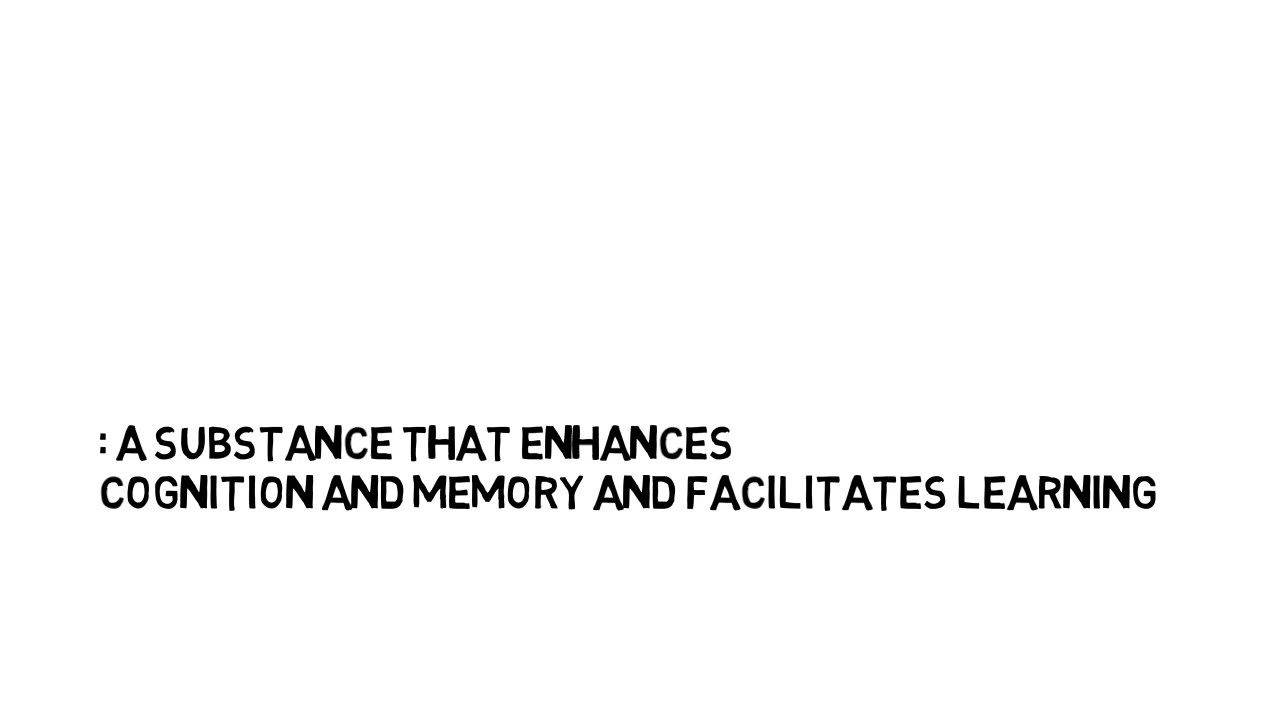 : A SUBSTANCE THAT ENHANCES
COGNITION AND MEMORY AND FACILITATES LEARNING